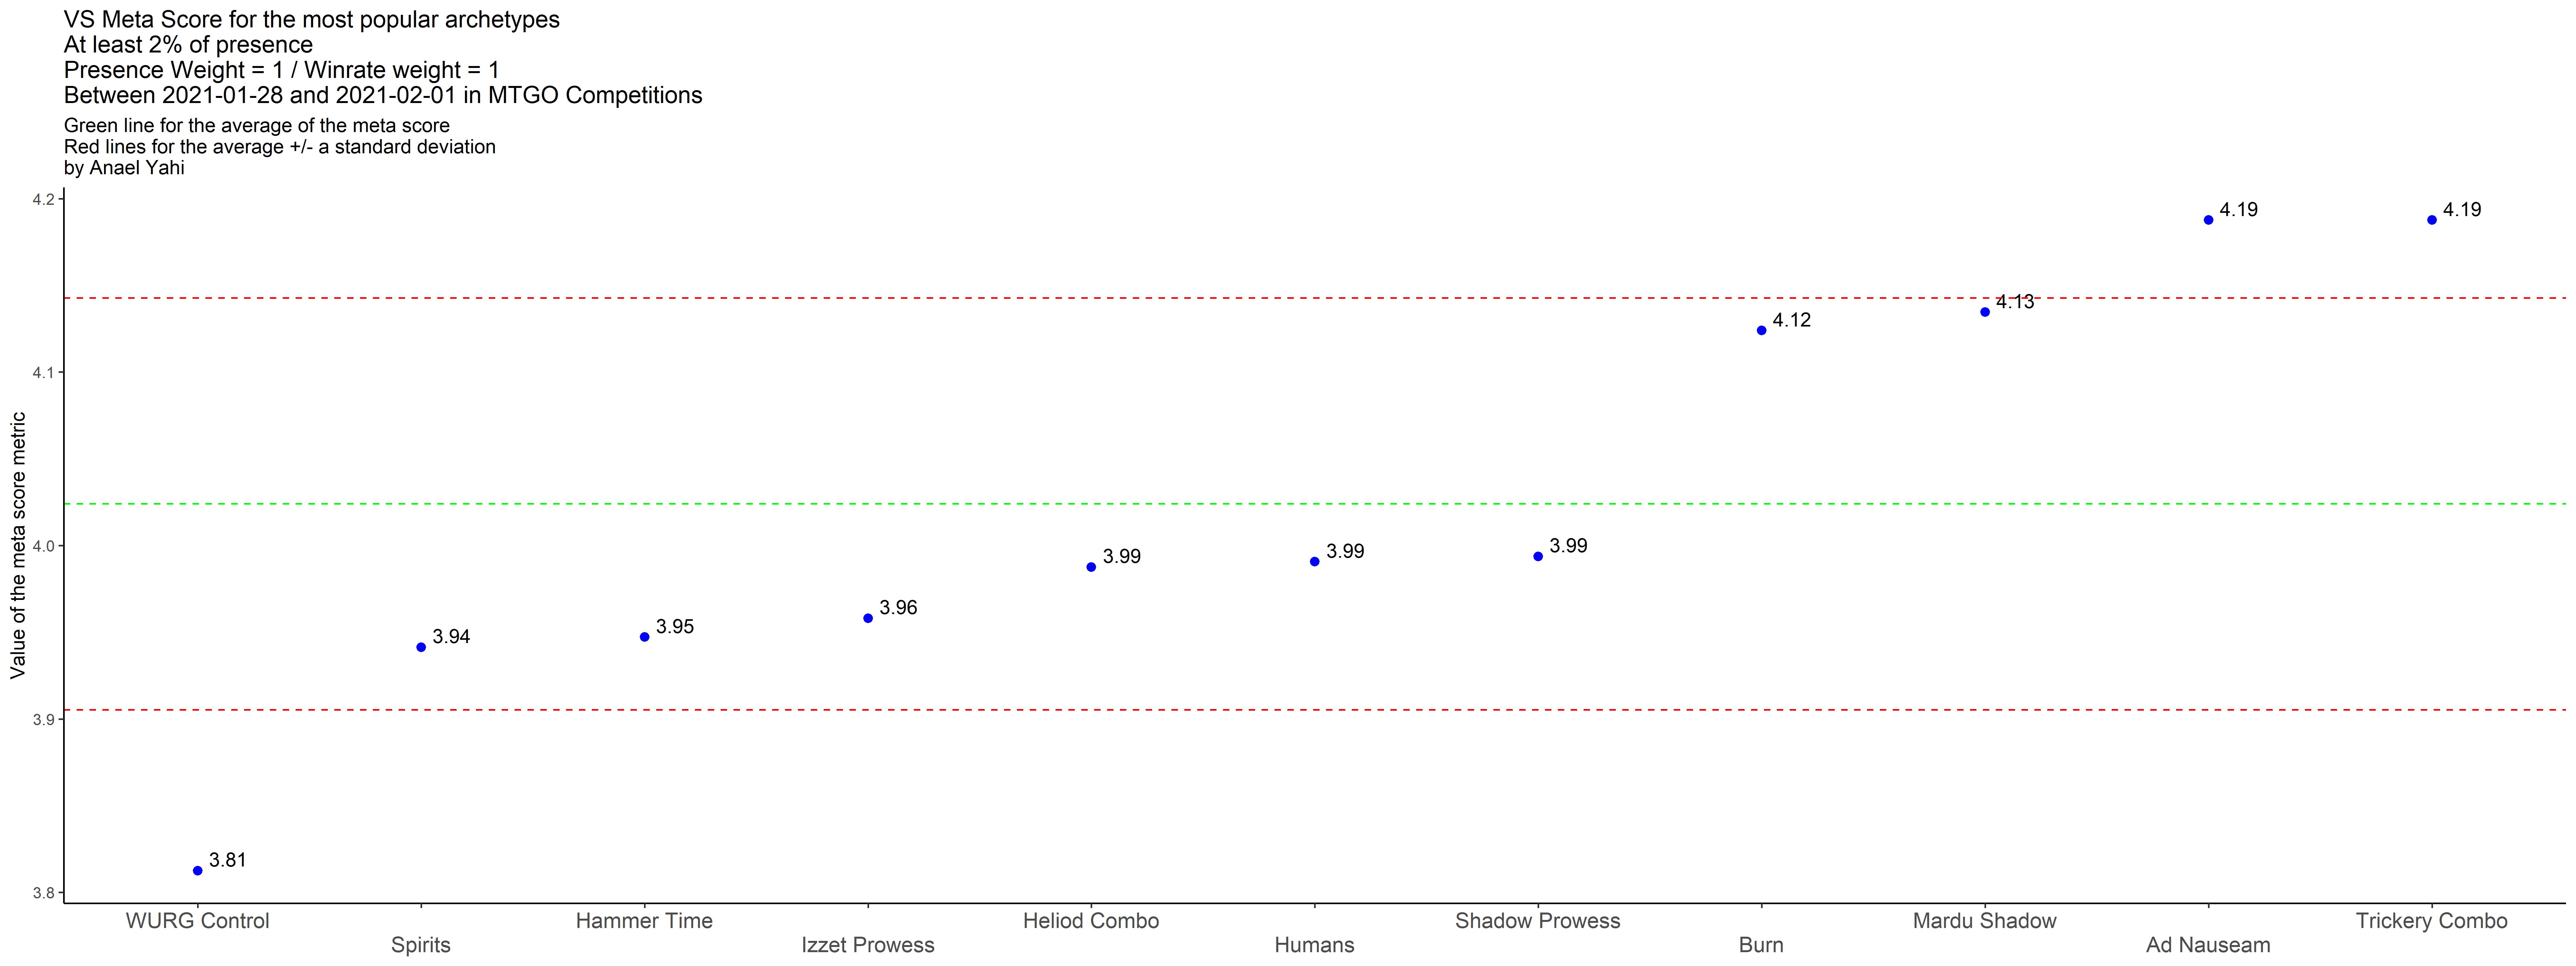 VS Meta Score for the most popular archetypes
At least 2% of presence
Presence Weight = 1 / Winrate weight = 1
Between 2021-01-28 and 2021-02-01 in MTGO Competitions
Green line for the average of the meta score
Red lines for the average +/- a standard deviation
by Anael Yahi
Value of the meta score metric
4.2
4.1
4.0
3.9
3.8
3.81
3.94
3.95
3.96
3.99
3.99
3.99
4.12
4.13
4.19
4.19
WURG Control
Spirits
Hammer Time
Izzet Prowess
Heliod Combo
Humans
Shadow Prowess
Burn
Mardu Shadow
Ad Nauseam
Trickery Combo